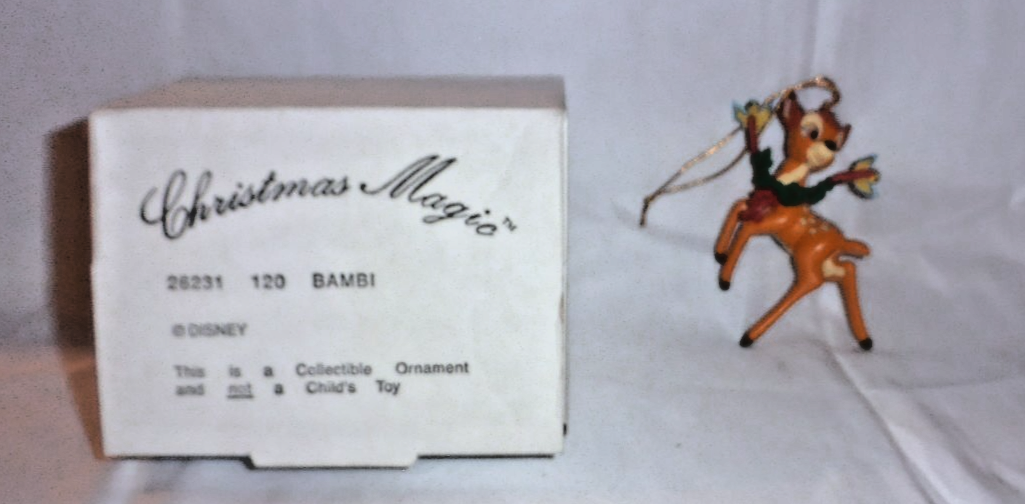 Christmas Magic™
26231 120 BAMBI
© DISNEY
This is a Collectible Ornament
and not a Child's Toy